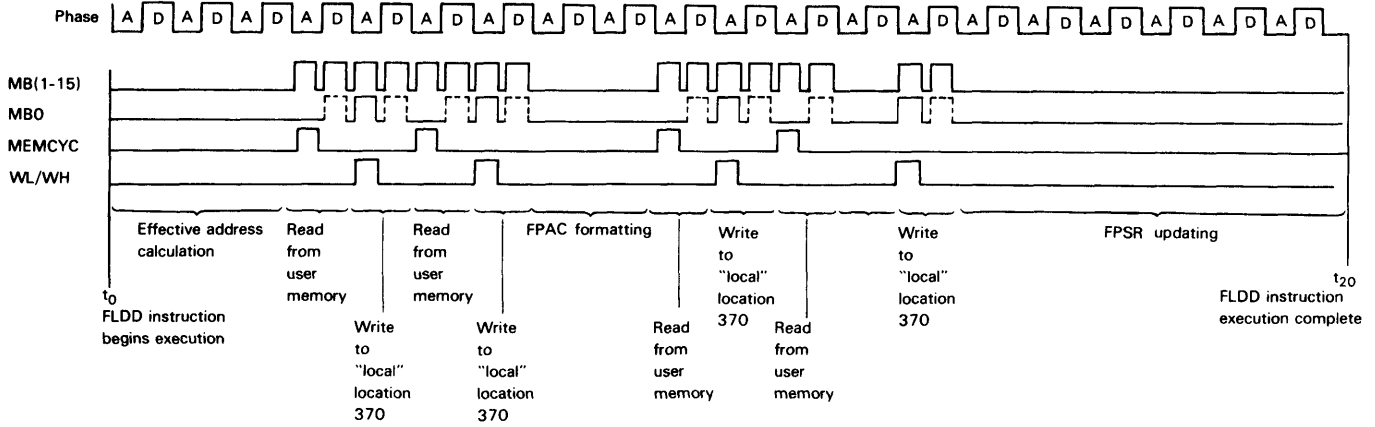 Phase A D A D A D A D A D A D A D A D A D A D A D A D A D A D A D A D A D A D A D A D
MB(1-15)
MB0
MEMCYC
WL/WH
Effective address
calculation
Read
from
user
memory
Write
to
"local"
location
370
Read
from
user
memory
Write
to
"local"
location
370
FPAC formatting
Read
from
user
memory
Write
to
"local"
location
370
Read
from
user
memory
Write
to
"local"
location
370
FPSR updating
t0
FLDD instruction
begins execution
t20
FLDD instruction
execution complete